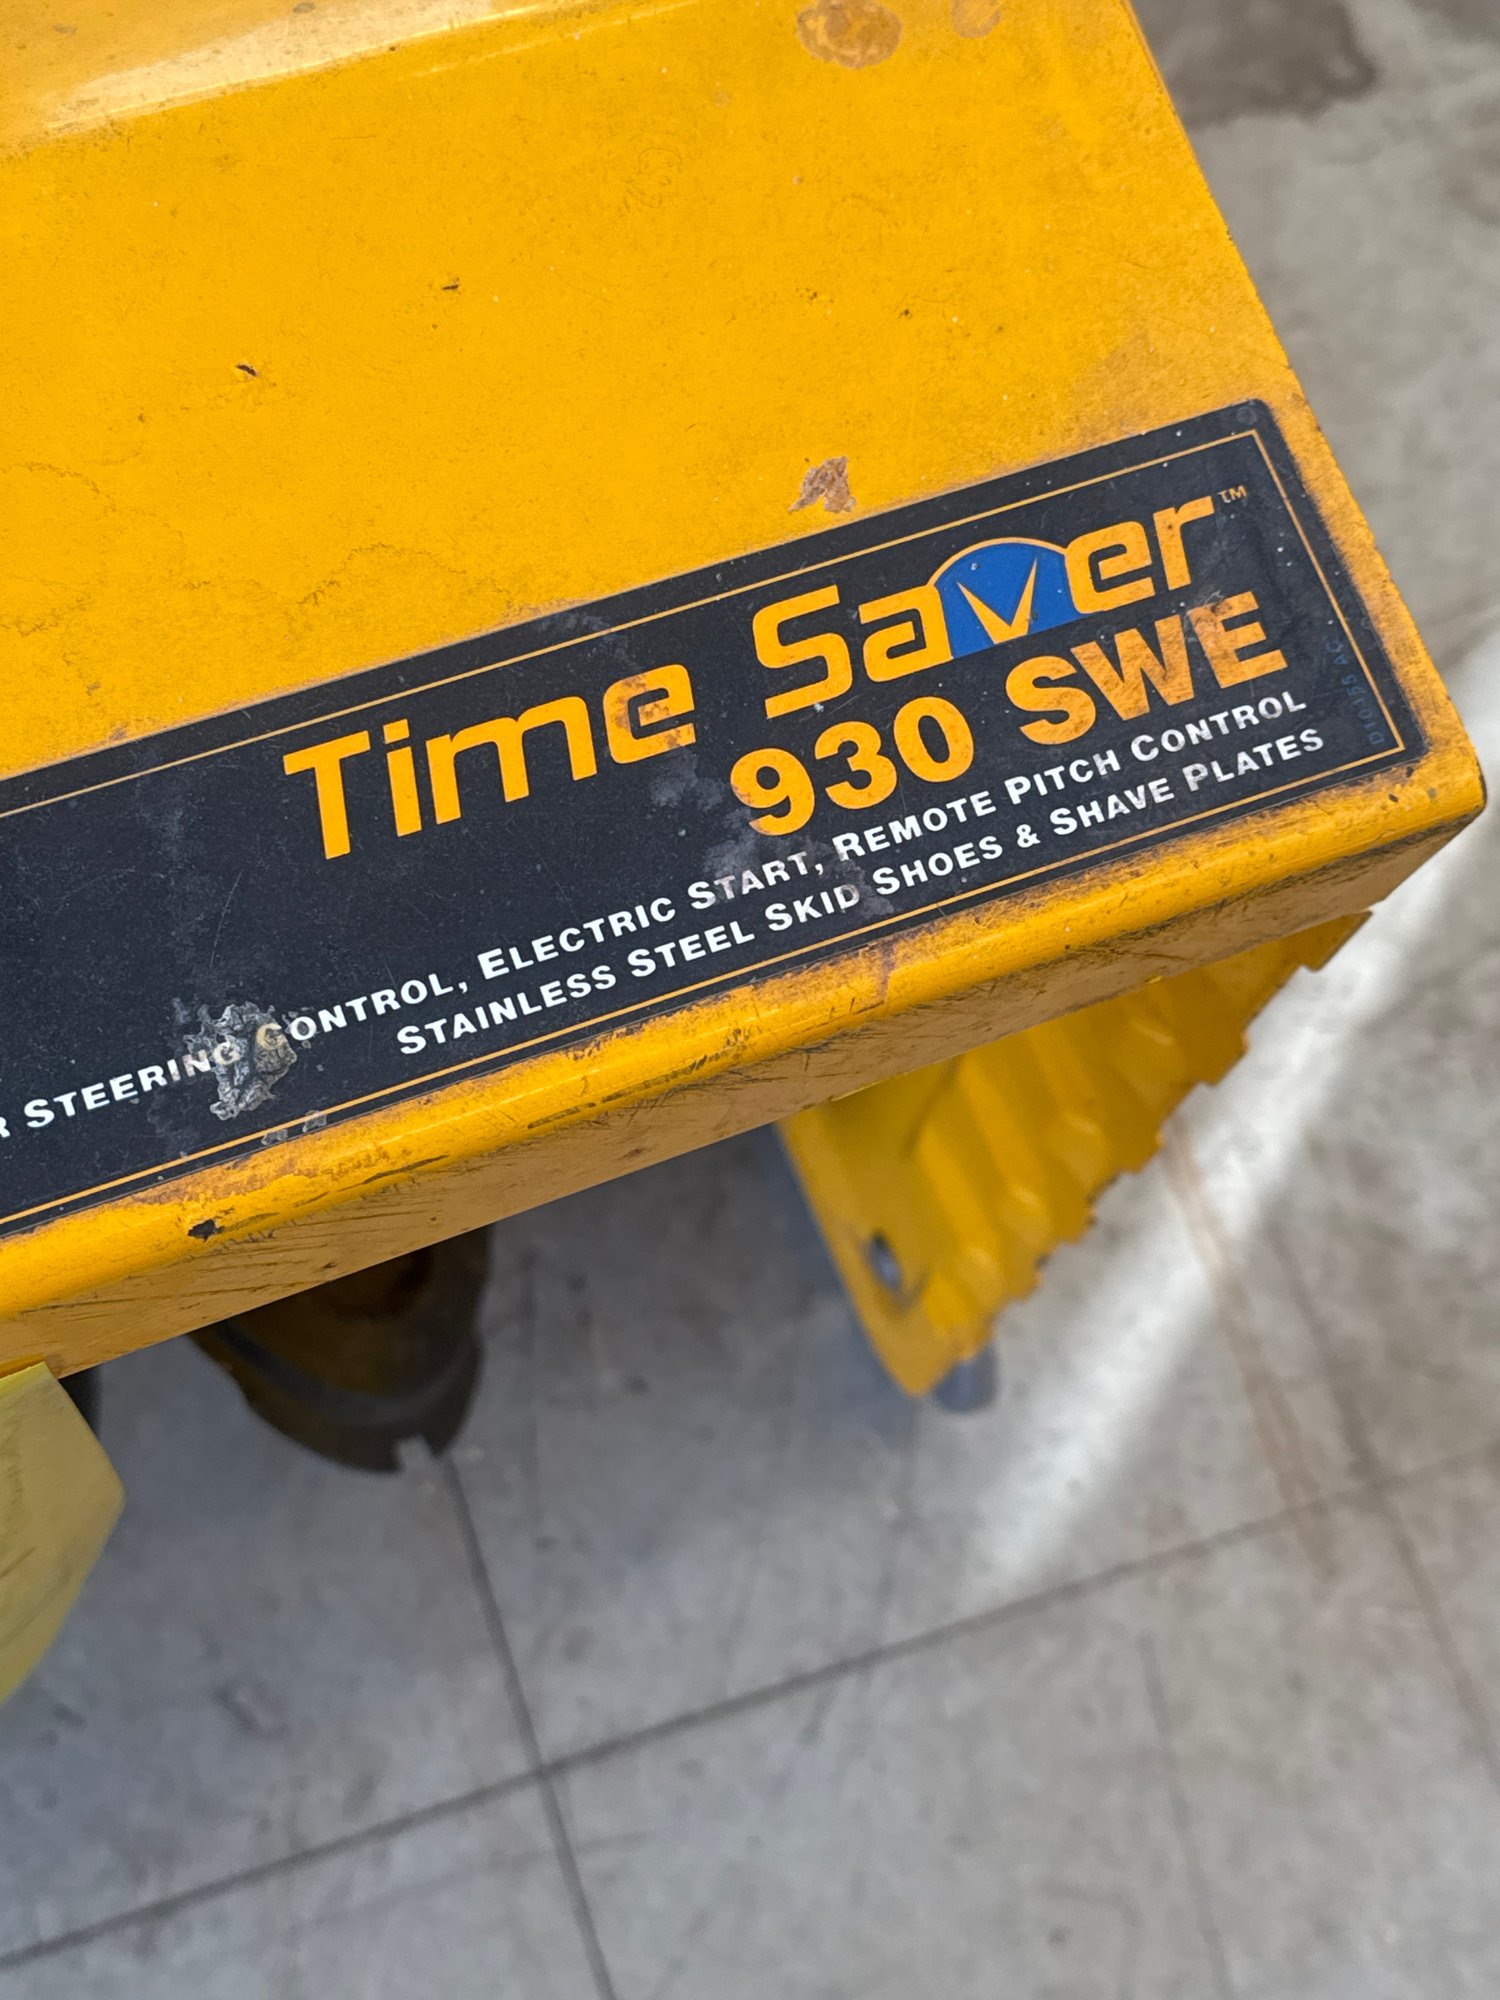 Time Saver™
930 SWE
STEERING CONTROL, ELECTRIC START, REMOTE PITCH CONTROL
STAINLESS STEEL SKID SHOES & SHAVE PLATES